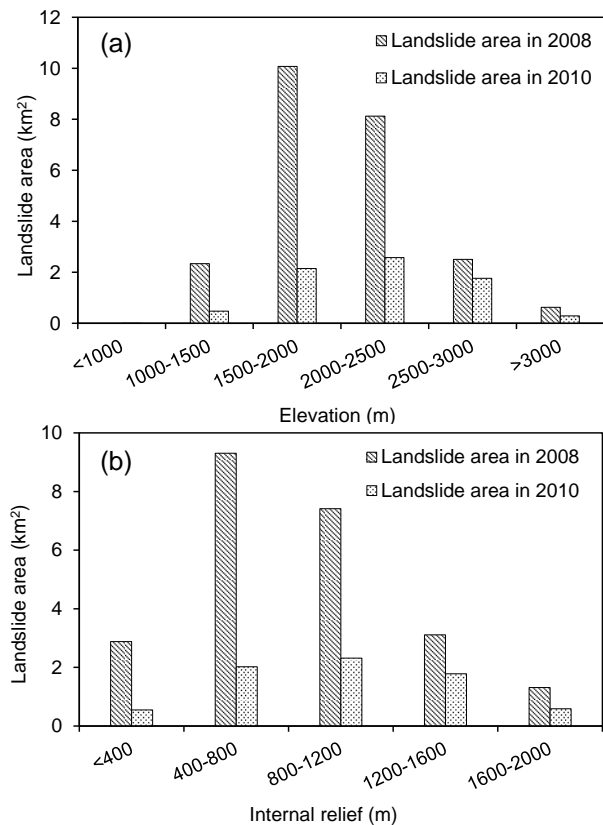 (a)
Landslide area in 2008
Landslide area in 2010
Landslide area (km²)
12
10
8
6
4
2
0
<1000
1000-1500
1500-2000
2000-2500
2500-3000
>3000
Elevation (m)
(b)
Landslide area in 2008
Landslide area in 2010
Landslide area (km²)
10
8
6
4
2
0
<400
400-800
800-1200
1200-1600
1600-2000
Internal relief (m)